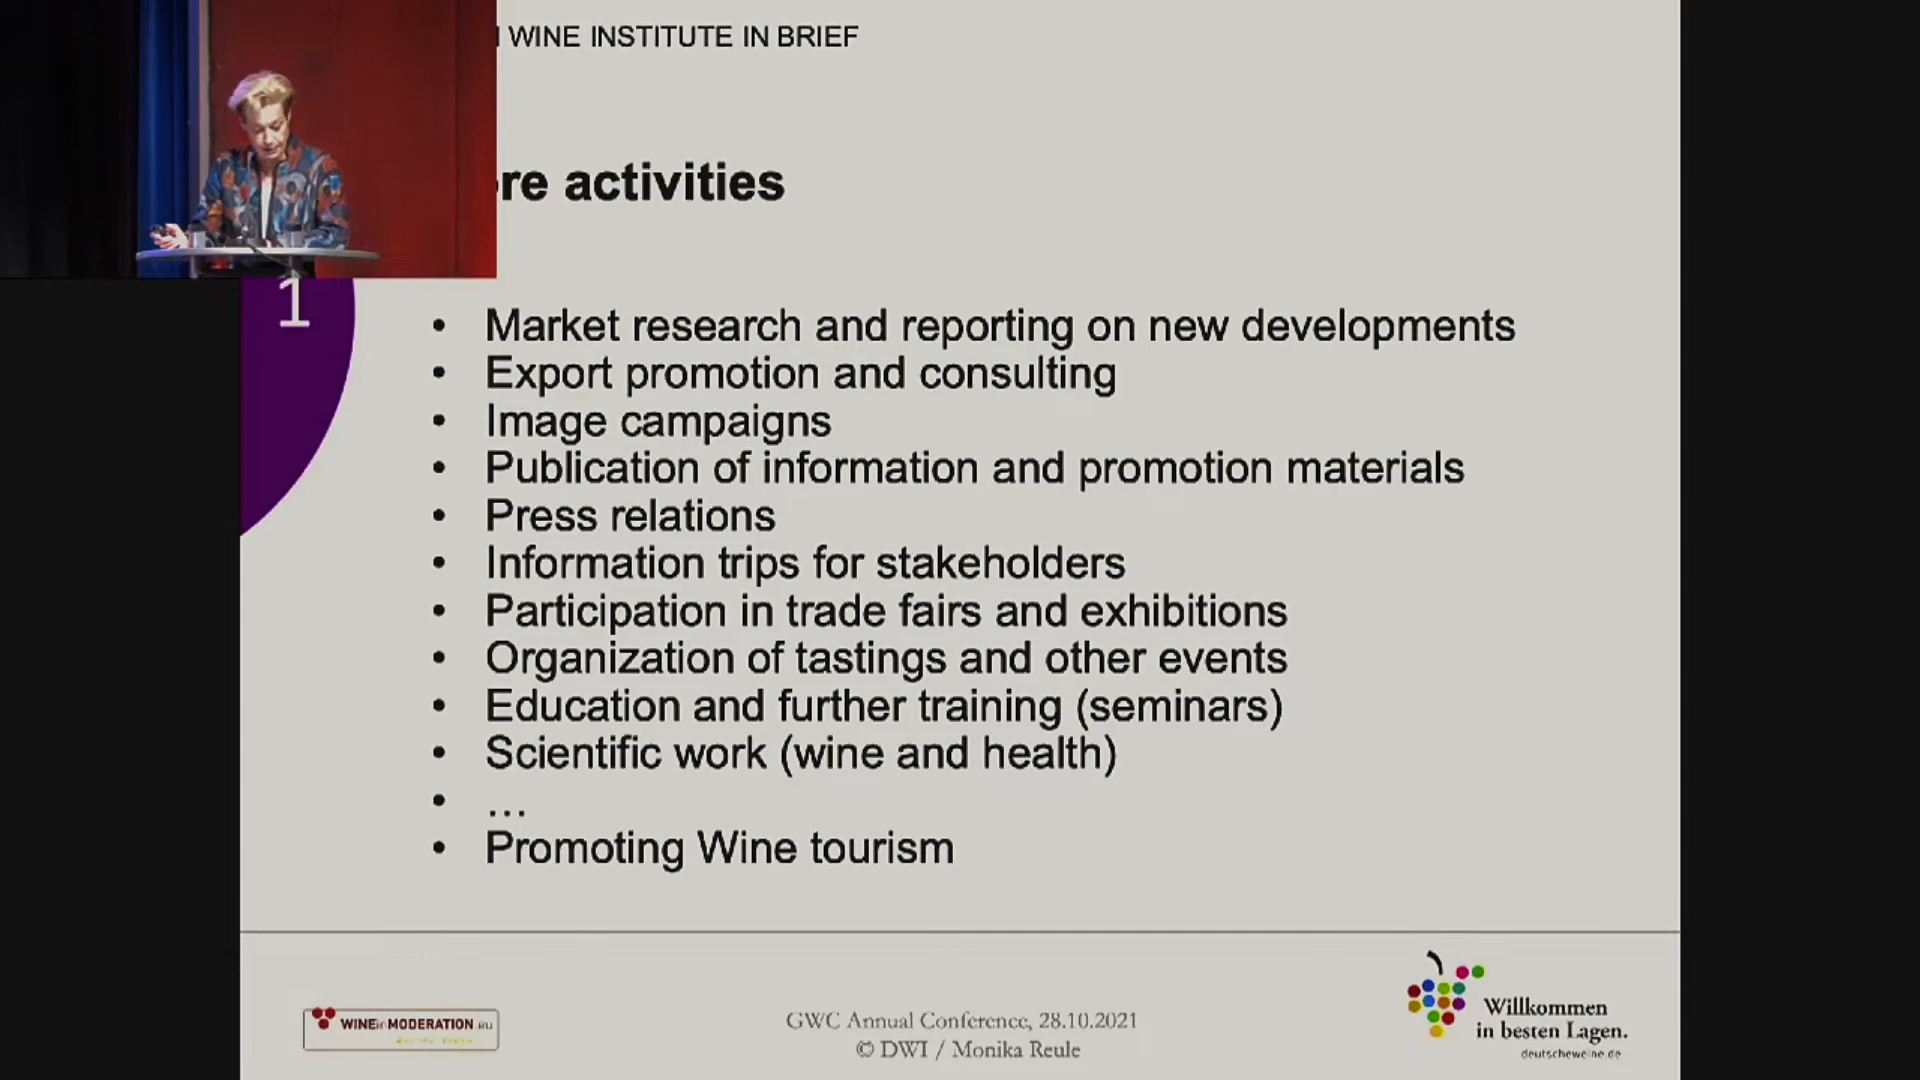 WINE INSTITUTE IN BRIEF
re activities
1
• Market research and reporting on new developments
• Export promotion and consulting
• Image campaigns
• Publication of information and promotion materials
• Press relations
• Information trips for stakeholders
• Participation in trade fairs and exhibitions
• Organization of tastings and other events
• Education and further training (seminars)
• Scientific work (wine and health)
• …
• Promoting Wine tourism
WINEinMODERATION.EU
GWC Annual Conference, 28.10.2021
© DWI / Monika Reule
Willkommen
in besten Lagen.
deutscheweine.de